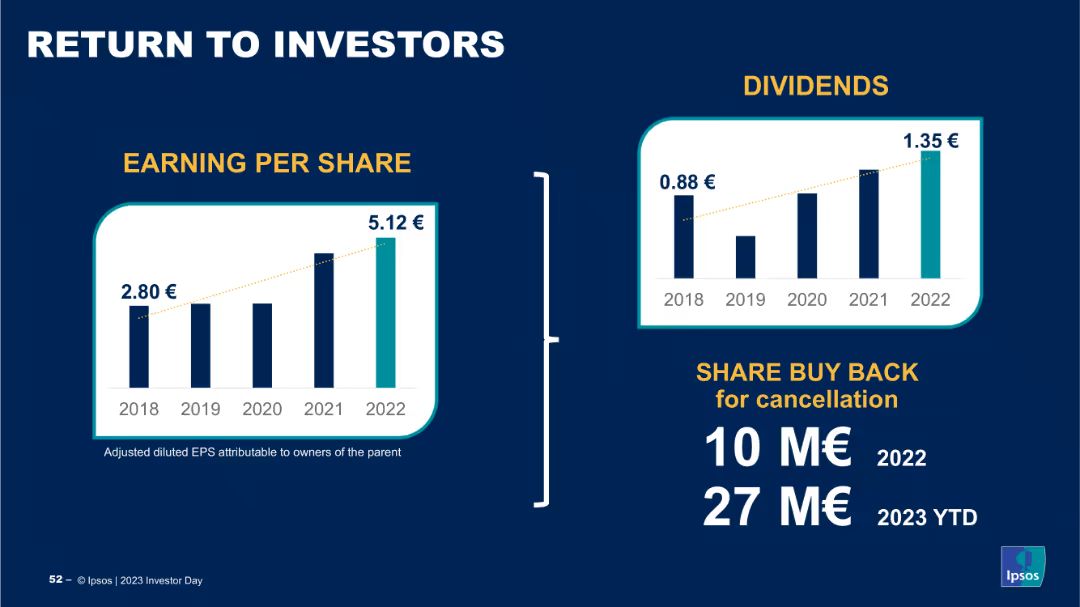 RETURN TO INVESTORS
EARNING PER SHARE
5.12 €
2.80 €
2018 2019 2020 2021 2022
Adjusted diluted EPS attributable to owners of the parent
DIVIDENDS
1.35 €
0.88 €
2018 2019 2020 2021 2022
SHARE BUY BACK
for cancellation
10 M€ 2022
27 M€ 2023 YTD
52 – © Ipsos | 2023 Investor Day
Ipsos